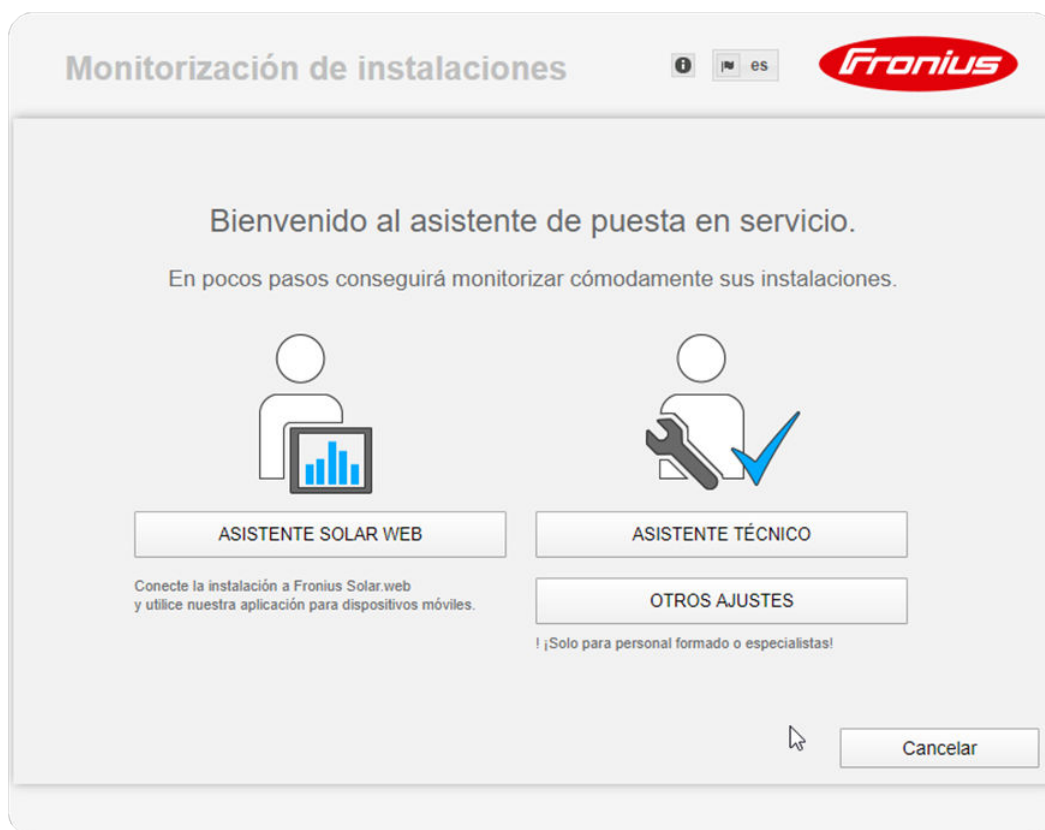 Monitorización de instalaciones
es
Fronius
Bienvenido al asistente de puesta en servicio.
En pocos pasos conseguirá monitorizar cómodamente sus instalaciones.
ASISTENTE SOLAR WEB
Conecte la instalación a Fronius Solar.web
y utilice nuestra aplicación para dispositivos móviles.
ASISTENTE TÉCNICO
OTROS AJUSTES
! ¡Solo para personal formado o especialistas!
Cancelar